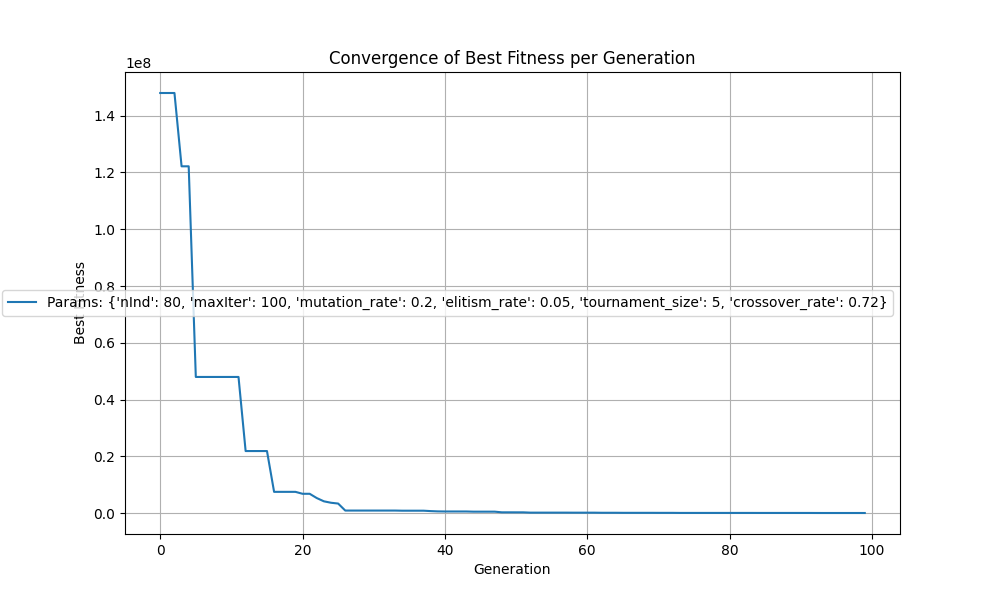 Convergence of Best Fitness per Generation
1e8
1.4
1.2
1.0
0.8
0.6
0.4
0.2
0.0
Best
Params: {'nInd': 80, 'maxIter': 100, 'mutation_rate': 0.2, 'elitism_rate': 0.05, 'tournament_size': 5, 'crossover_rate': 0.72}
0 20 40 60 80 100
Generation